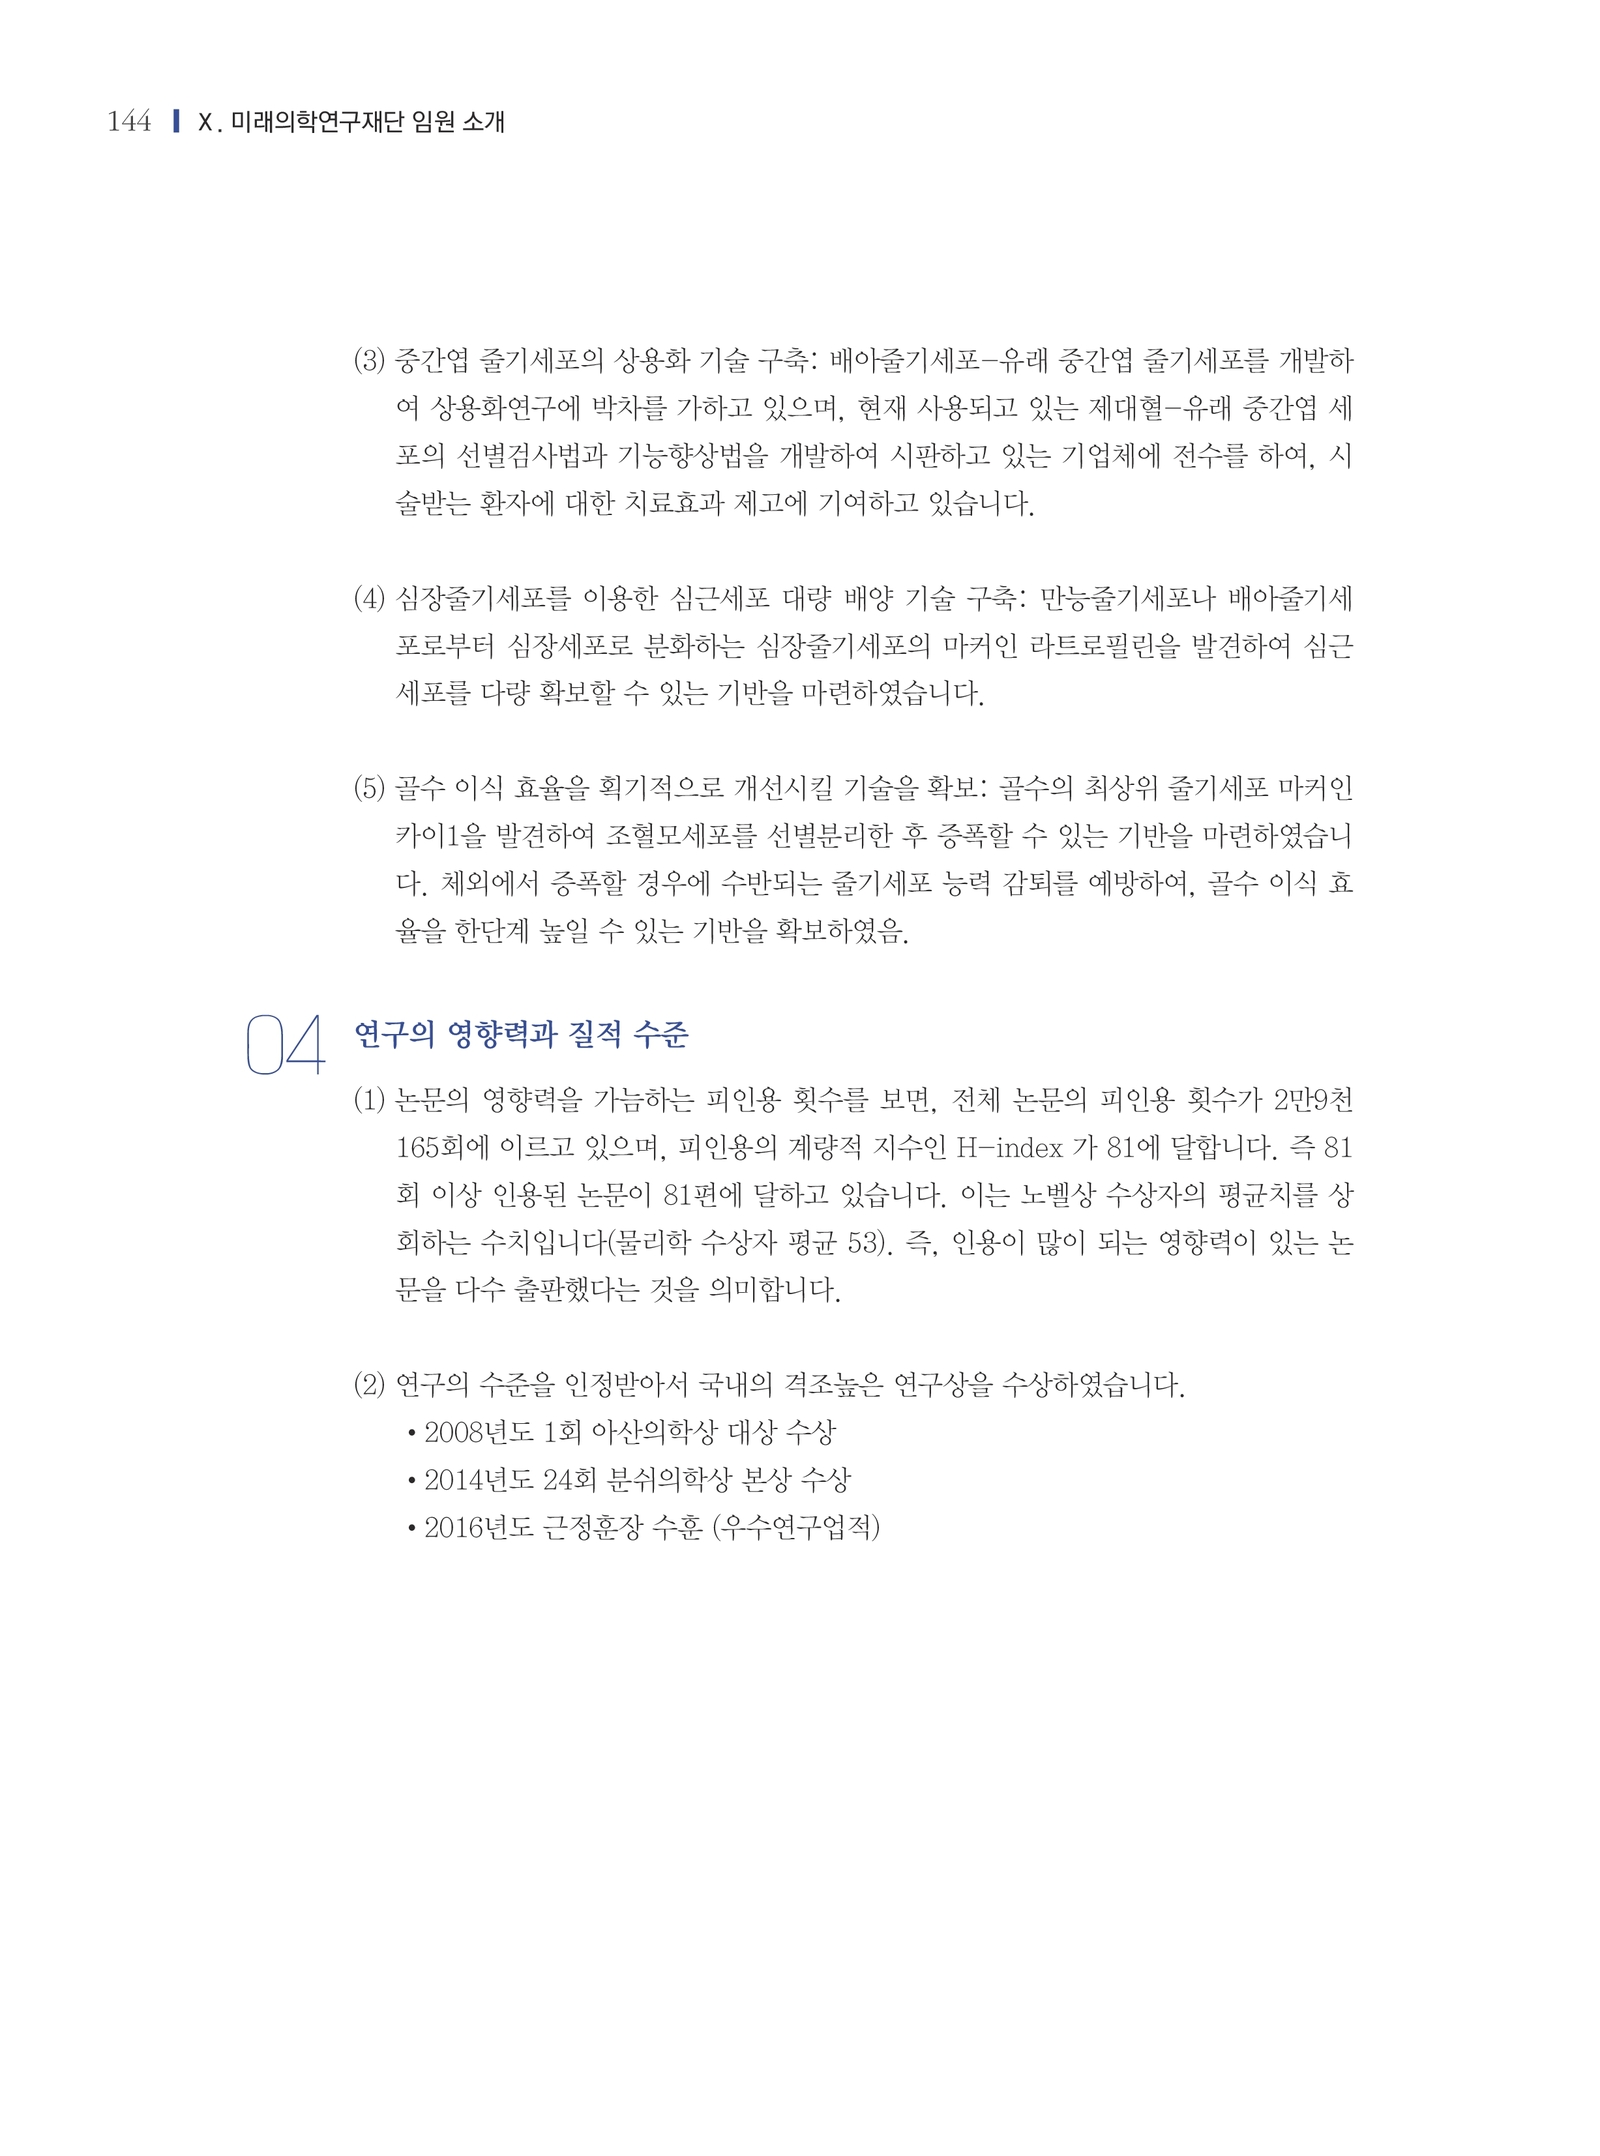 144 X. 미래의학연구재단 임원 소개
(3) 중간엽 줄기세포의 상용화 기술 구축: 배아줄기세포-유래 중간엽 줄기세포를 개발하
여 상용화연구에 박차를 가하고 있으며, 현재 사용되고 있는 제대혈-유래 중간엽 세
포의 선별검사법과 기능향상법을 개발하여 시판하고 있는 기업체에 전수를 하여, 시
술받는 환자에 대한 치료효과 제고에 기여하고 있습니다.
(4) 심장줄기세포를 이용한 심근세포 대량 배양 기술 구축: 만능줄기세포나 배아줄기세
포로부터 심장세포로 분화하는 심장줄기세포의 마커인 라트로필린을 발견하여 심근
세포를 다량 확보할 수 있는 기반을 마련하였습니다.
(5) 골수 이식 효율을 획기적으로 개선시킬 기술을 확보: 골수의 최상위 줄기세포 마커인
카이1을 발견하여 조혈모세포를 선별분리한 후 증폭할 수 있는 기반을 마련하였습니
다. 체외에서 증폭할 경우에 수반되는 줄기세포 능력 감퇴를 예방하여, 골수 이식 효
율을 한단계 높일 수 있는 기반을 확보하였음.
04 연구의 영향력과 질적 수준
(1) 논문의 영향력을 가늠하는 피인용 횟수를 보면, 전체 논문의 피인용 횟수가 2만9천
165회에 이르고 있으며, 피인용의 계량적 지수인 H-index 가 81에 달합니다. 즉 81
회 이상 인용된 논문이 81편에 달하고 있습니다. 이는 노벨상 수상자의 평균치를 상
회하는 수치입니다(물리학 수상자 평균 53). 즉, 인용이 많이 되는 영향력이 있는 논
문을 다수 출판했다는 것을 의미합니다.
(2) 연구의 수준을 인정받아서 국내의 격조높은 연구상을 수상하였습니다.
• 2008년도 1회 아산의학상 대상 수상
• 2014년도 24회 분쉬의학상 본상 수상
• 2016년도 근정훈장 수훈 (우수연구업적)